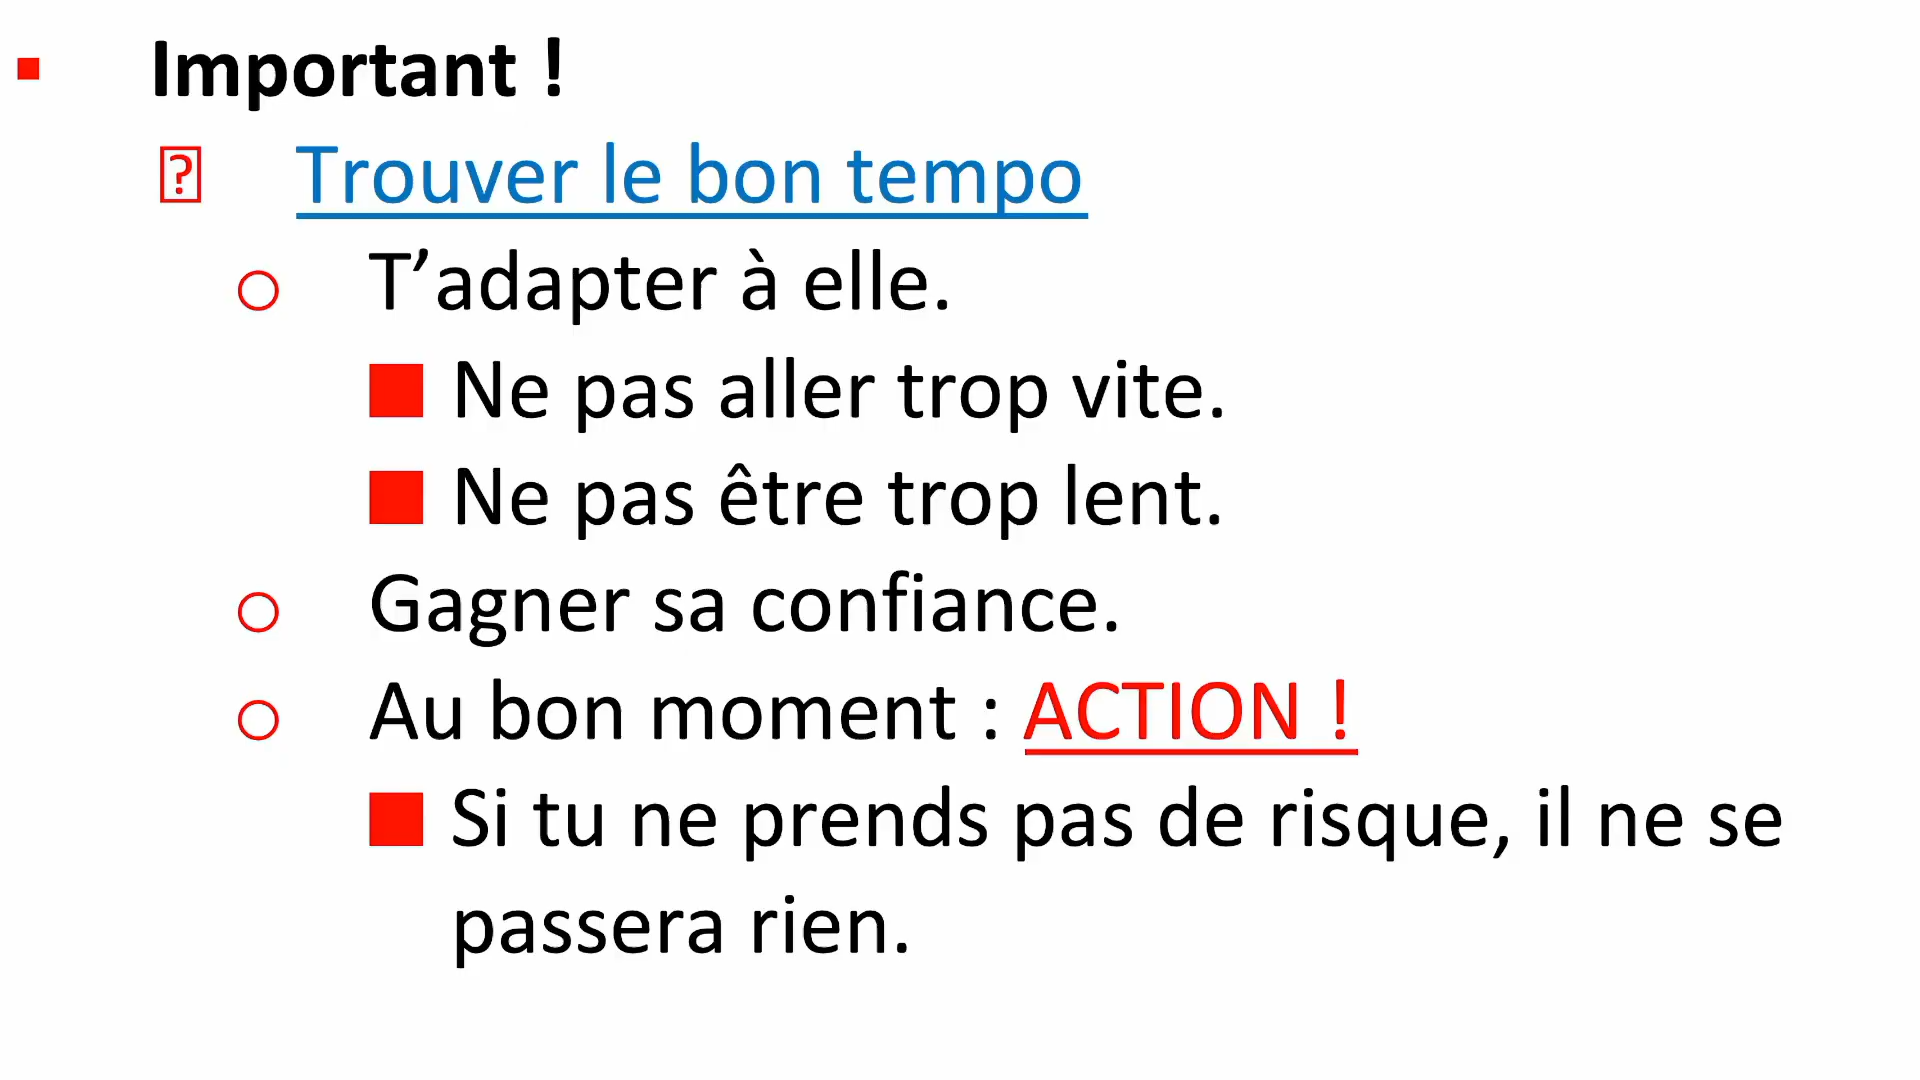 Important !
Trouver le bon tempo
T’adapter à elle.
Ne pas aller trop vite.
Ne pas être trop lent.
Gagner sa confiance.
Au bon moment : ACTION !
Si tu ne prends pas de risque, il ne se
passera rien.